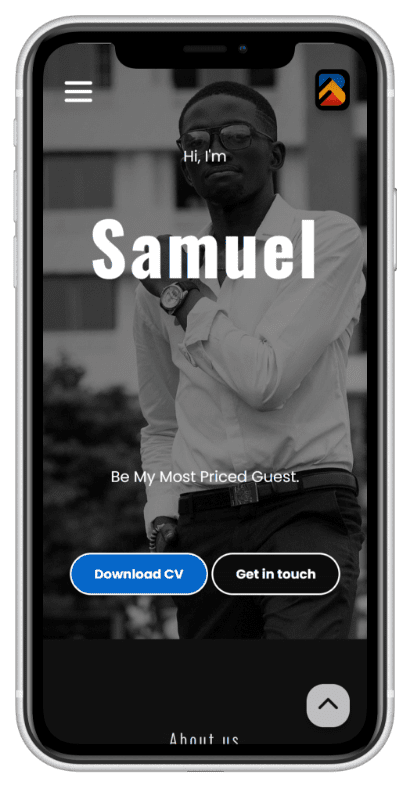 Hi, I'm
Samuel
Be My Most Priced Guest.
Download CV
Get in touch
About us